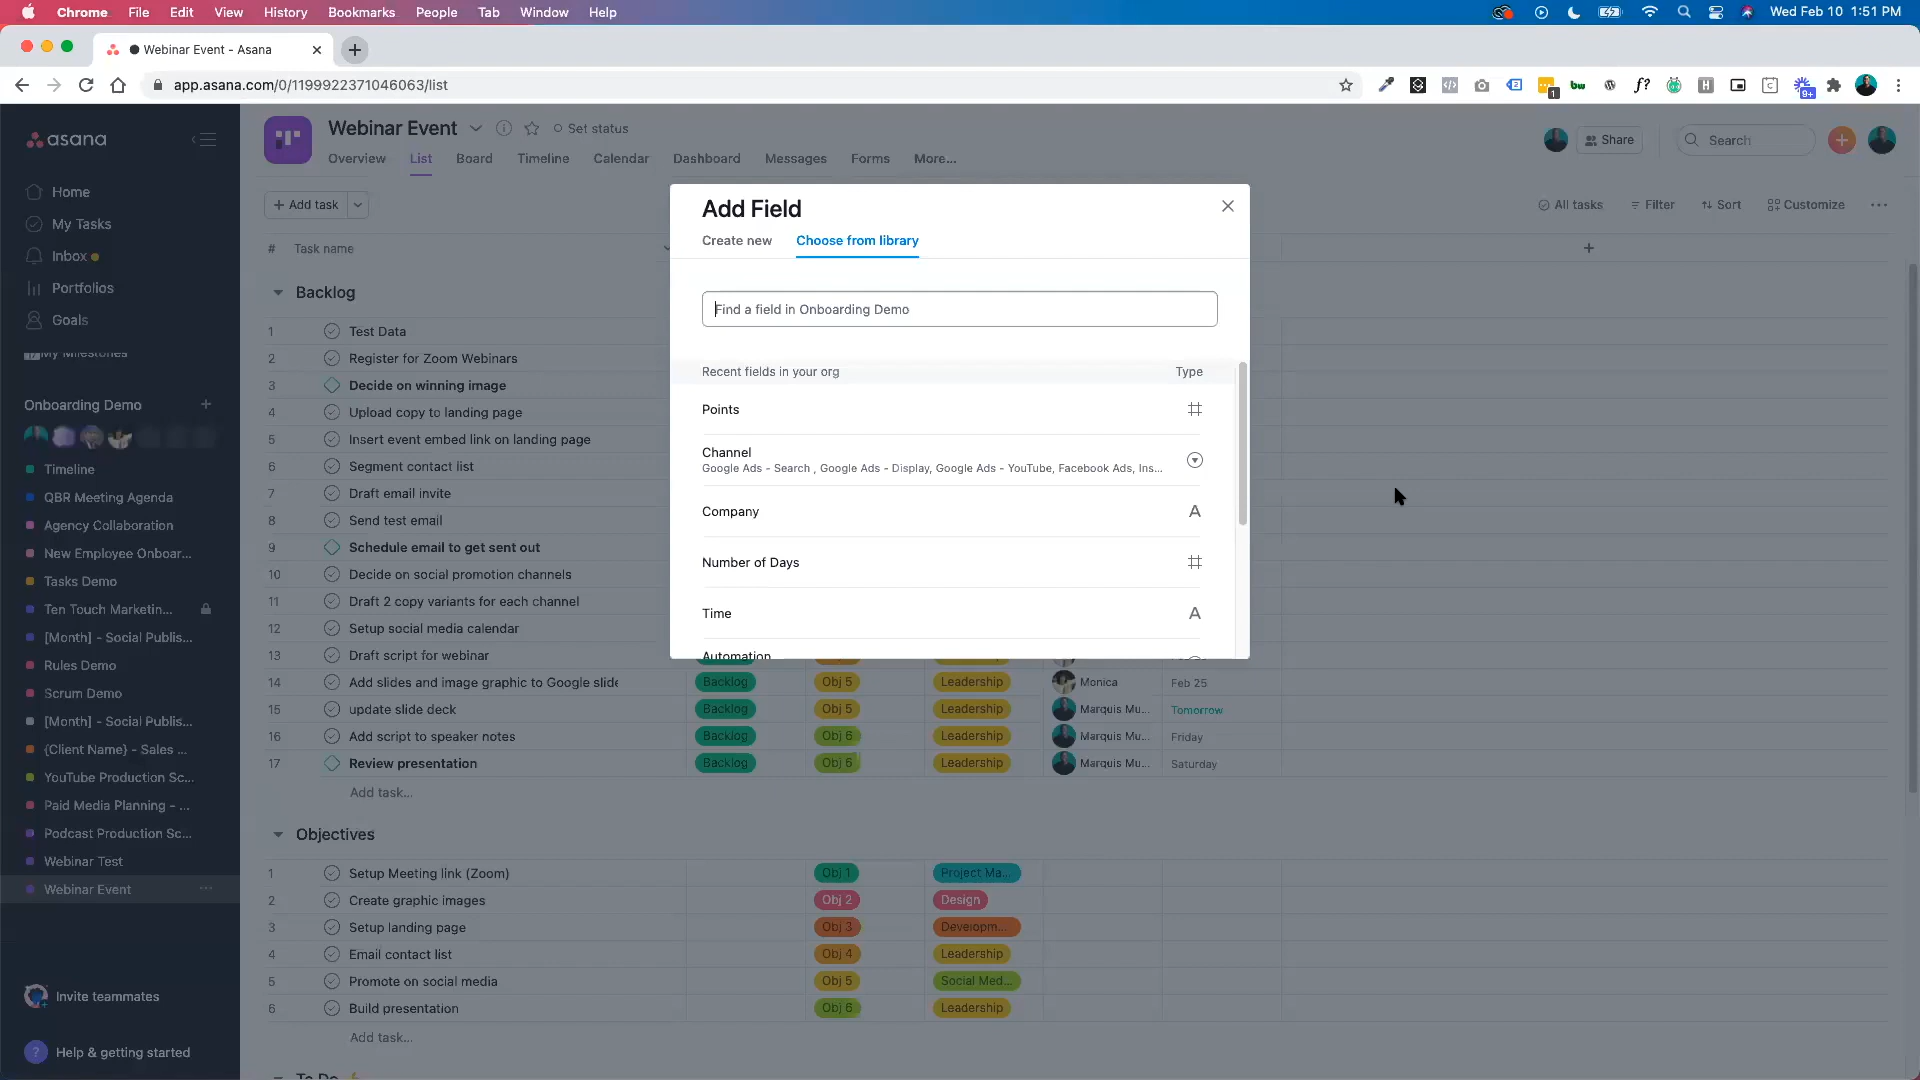 Chrome File Edit View History Bookmarks People Tab Window Help Wed Feb 10 1:51 PM
Webinar Event - Asana
app.asana.com/0/1199922371046063/list
asana
Home
My Tasks
Inbox
Portfolios
Goals
My Milestones
Onboarding Demo
Timeline
QBR Meeting Agenda
Agency Collaboration
New Employee Onboar...
Tasks Demo
Ten Touch Marketin...
[Month] - Social Publis...
Rules Demo
Scrum Demo
[Month] - Social Publis...
{Client Name} - Sales ...
YouTube Production Sc...
Paid Media Planning - ...
Podcast Production Sc...
Webinar Test
Webinar Event
Invite teammates
? Help & getting started
Webinar Event Set status
Overview List Board Timeline Calendar Dashboard Messages Forms More...
Share Search
+ Add task All tasks Filter Sort Customize
# Task name
Backlog
1 Test Data
2 Register for Zoom Webinars
3 Decide on winning image
4 Upload copy to landing page
5 Insert event embed link on landing page
6 Segment contact list
7 Draft email invite
8 Send test email
9 Schedule email to get sent out
10 Decide on social promotion channels
11 Draft 2 copy variants for each channel
12 Setup social media calendar
13 Draft script for webinar
14 Add slides and image graphic to Google slide Backlog Obj 5 Leadership Monica Feb 25
15 update slide deck Backlog Obj 5 Leadership Marquis Mu... Tomorrow
16 Add script to speaker notes Backlog Obj 6 Leadership Marquis Mu... Friday
17 Review presentation Backlog Obj 6 Leadership Marquis Mu... Saturday
Add task...
Objectives
1 Setup Meeting link (Zoom) Obj 1 Project Ma...
2 Create graphic images Obj 2 Design
3 Setup landing page Obj 3 Developm...
4 Email contact list Obj 4 Leadership
5 Promote on social media Obj 5 Social Med...
6 Build presentation Obj 6 Leadership
Add task...
To Do
Add Field
Create new Choose from library
Find a field in Onboarding Demo
Recent fields in your org Type
Points
Channel
Google Ads - Search , Google Ads - Display, Google Ads - YouTube, Facebook Ads, Ins...
Company A
Number of Days
Time A
Automation